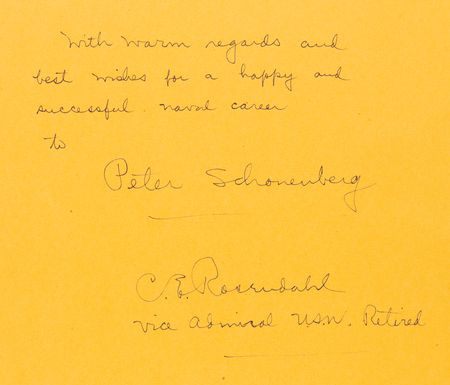 With warm regards and
best wishes for a happy and
successful naval career
to
Peter Schonenberg
C.E. Rosendahl
Vice Admiral USN. Retired